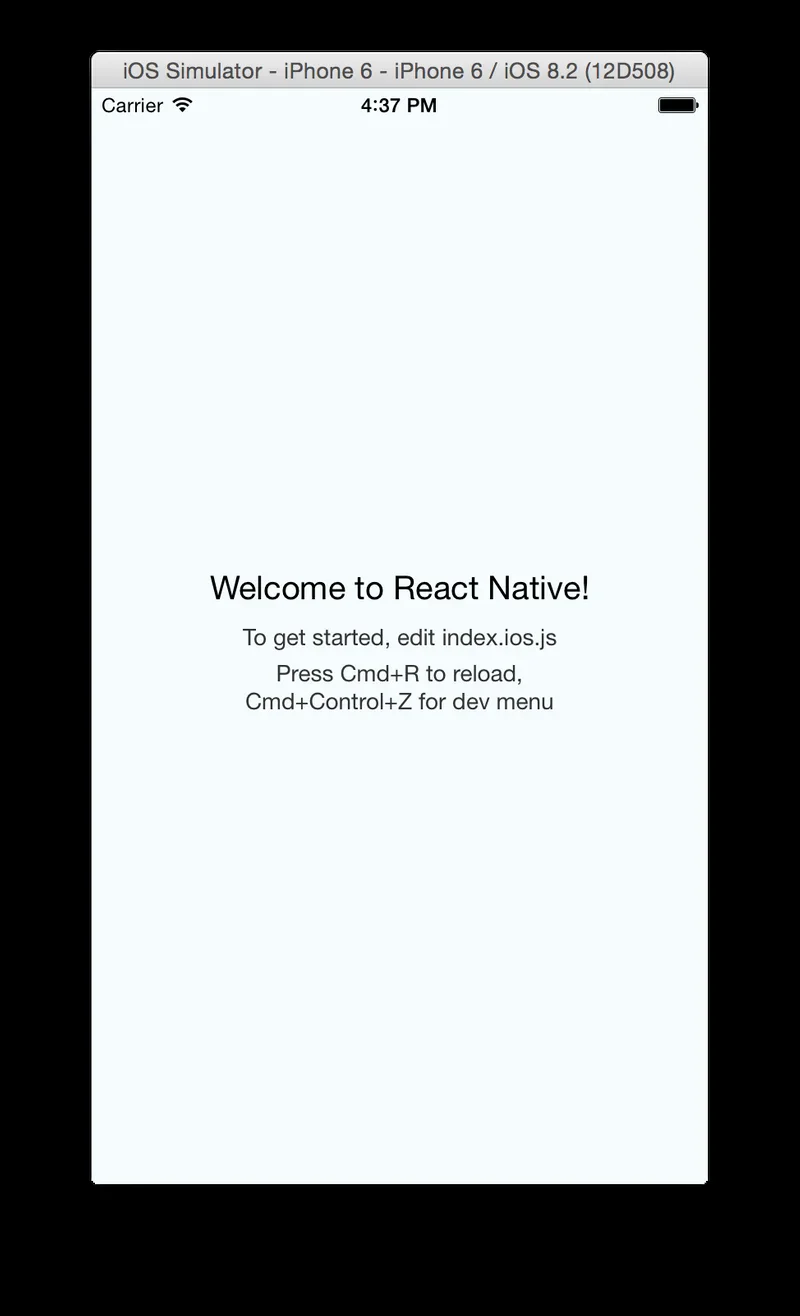 iOS Simulator - iPhone 6 - iPhone 6 / iOS 8.2 (12D508)
Carrier 4:37 PM
Welcome to React Native!
To get started, edit index.ios.js
Press Cmd+R to reload,
Cmd+Control+Z for dev menu